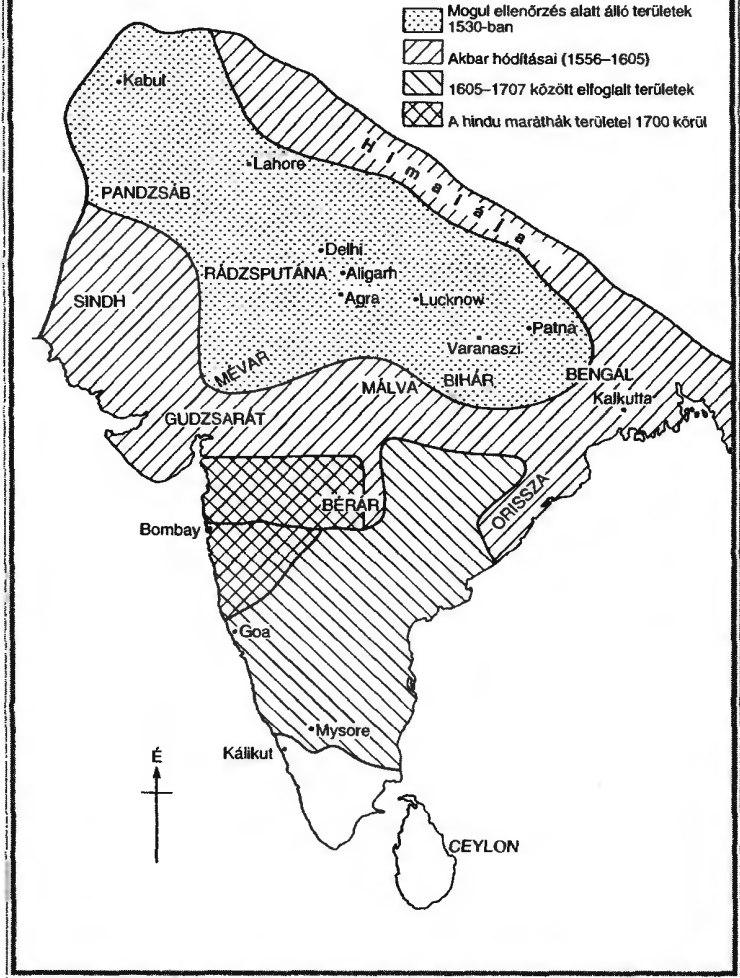 Mogul ellenőrzés alatt álló területek
1530-ban
Akbar hódításai (1556–1605)
1605–1707 között elfoglalt területek
A hindu maráthák területei 1700 körül
Kabul
Himalája
Lahore
PANDZSÁB
Delhi
RÁDZSPUTÁNA
Aligarh
SINDH
Agra
Lucknow
Patna
Varanaszi
MÉVAR
MÁLVA
BIHÁR
BENGÁL
Kalkutta
GUDZSARÁT
BÉRÁR
ORISSZA
Bombay
Goa
Mysore
É
Kálikut
CEYLON